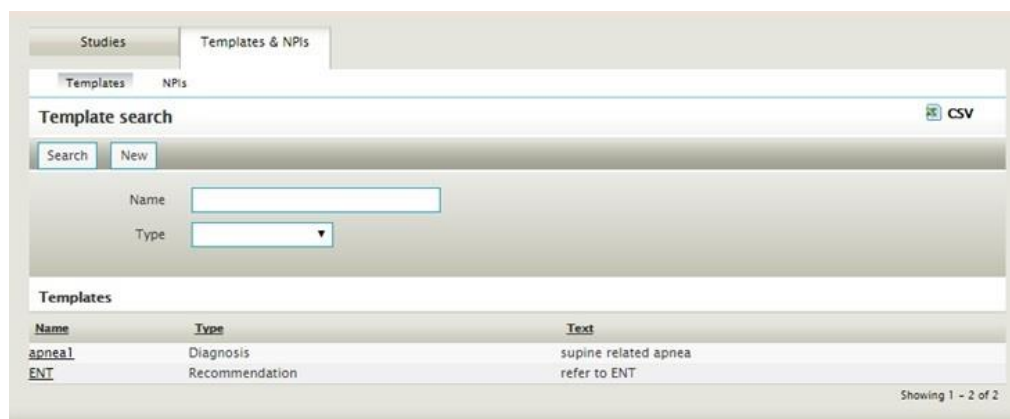 Studies Templates & NPIs
Templates NPIs
Template search CSV
Search New
Name
Type
Templates
Name Type Text
apnea1 Diagnosis supine related apnea
ENT Recommendation refer to ENT
Showing 1 - 2 of 2